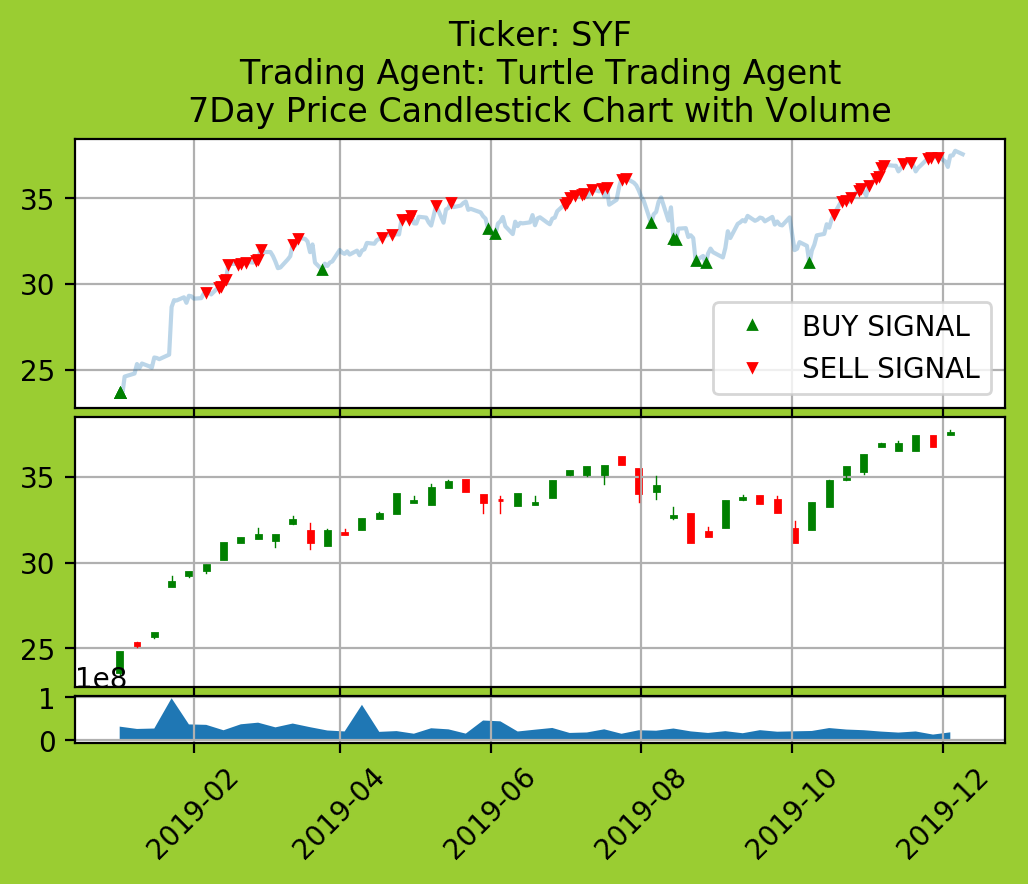 Ticker: SYF
Trading Agent: Turtle Trading Agent
7Day Price Candlestick Chart with Volume
35
30
25
BUY SIGNAL
SELL SIGNAL
35
30
25
1e8
1
0
2019-02
2019-04
2019-06
2019-08
2019-10
2019-12